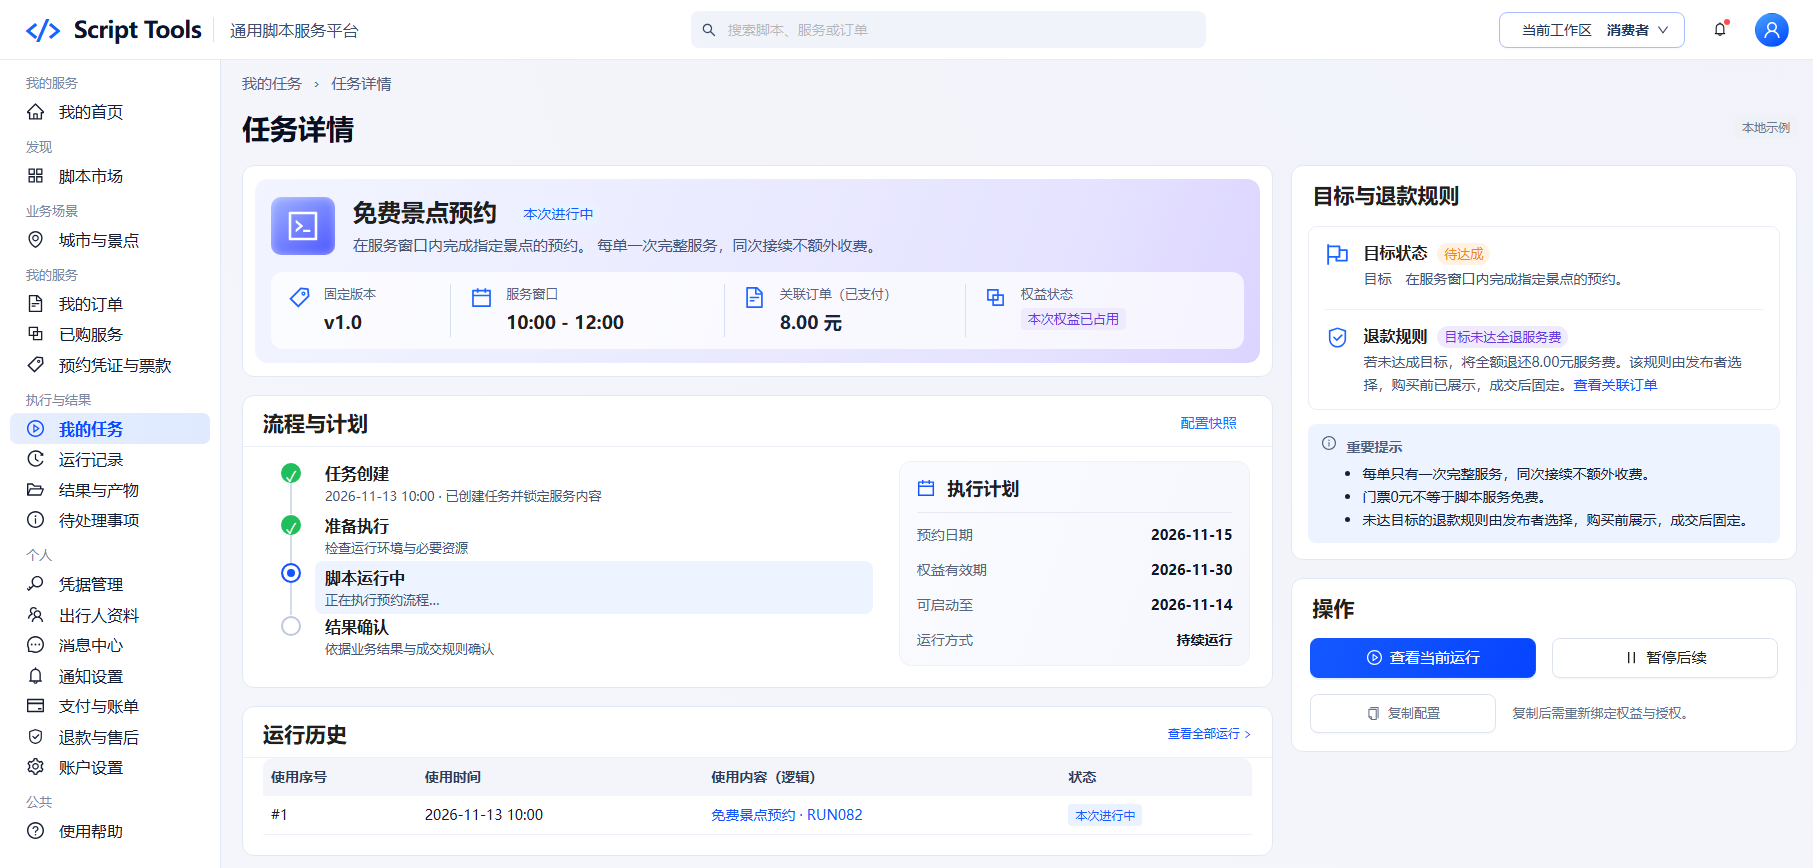 Script Tools
通用脚本服务平台
搜索脚本、服务或订单
当前工作区 消费者
我的服务
我的首页
发现
脚本市场
业务场景
城市与景点
我的服务
我的订单
已购服务
预约凭证与票款
执行与结果
我的任务
运行记录
结果与产物
待处理事项
个人
凭据管理
出行人资料
消息中心
通知设置
支付与账单
退款与售后
账户设置
公共
使用帮助
我的任务 › 任务详情
任务详情
本地示例
免费景点预约 本次进行中
在服务窗口内完成指定景点的预约。 每单一次完整服务，同次接续不额外收费。
固定版本
v1.0
服务窗口
10:00 - 12:00
关联订单（已支付）
8.00 元
权益状态
本次权益已占用
流程与计划
配置快照
任务创建
2026-11-13 10:00 · 已创建任务并锁定服务内容
准备执行
检查运行环境与必要资源
脚本运行中
正在执行预约流程...
结果确认
依据业务结果与成交规则确认
执行计划
预约日期 2026-11-15
权益有效期 2026-11-30
可启动至 2026-11-14
运行方式 持续运行
运行历史
查看全部运行 >
使用序号 使用时间 使用内容（逻辑） 状态
#1 2026-11-13 10:00 免费景点预约 · RUN082 本次进行中
目标与退款规则
目标状态 待达成
目标 在服务窗口内完成指定景点的预约。
退款规则 目标未达全退服务费
若未达成目标，将全额退还8.00元服务费。该规则由发布者选
择，购买前已展示，成交后固定。查看关联订单
重要提示
• 每单只有一次完整服务，同次接续不额外收费。
• 门票0元不等于脚本服务免费。
• 未达目标的退款规则由发布者选择，购买前展示，成交后固定。
操作
查看当前运行
暂停后续
复制配置
复制后需重新绑定权益与授权。